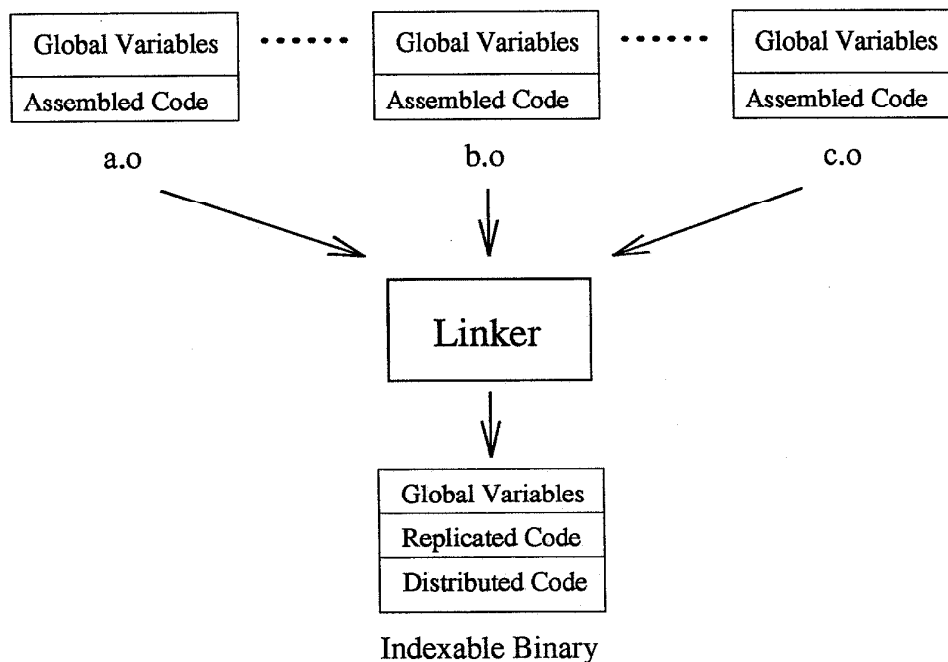 Global Variables
Global Variables
Global Variables
Assembled Code
Assembled Code
Assembled Code
a.o
b.o
c.o
Linker
Global Variables
Replicated Code
Distributed Code
Indexable Binary